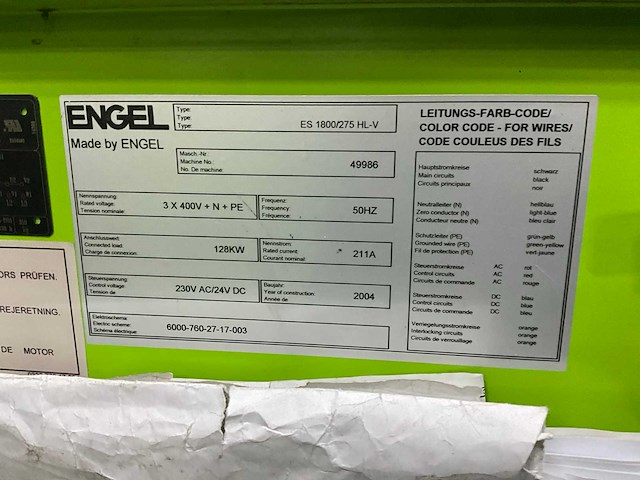 ENGEL
Made by ENGEL
Type:
Type:
Type:
ES 1800/275 HL-V
Masch.-Nr.:
Machine No.:
No. De machine:
49986
Nennspannung:
Rated voltage:
Tension nominale:
3 X 400V + N + PE
Frequenz:
Frequency:
Fréquence:
50HZ
Anschlusswert:
Connected load:
Charge de connexion:
128KW
Nennstrom:
Rated current:
Courant nominal:
211A
Steuerspannung:
Control voltage:
Tension de
230V AC/24V DC
Baujahr:
Year of construction:
Année de
2004
Elektroschema:
Electric scheme:
Schéma électrique:
6000-760-27-17-003
LEITUNGS-FARB-CODE/
COLOR CODE - FOR WIRES/
CODE COULEUR DES FILS
Hauptstromkreise schwarz
Main circuits black
Circuits principaux noir
Neutralleiter (N) hellblau
Zero conductor (N) light-blue
Conducteur neutre (N) bleu clair
Schutzleiter (PE) grün-gelb
Grounded wire (PE) green-yellow
Fil de protection (PE) vert jaune
Steuerstromkreise AC rot
Control circuits AC red
Circuits de commande AC rouge
Steuerstromkreise DC blau
Control circuits DC blue
Circuits de commande DC bleu
Verriegelungsstromkreise orange
Interlocking circuits orange
Circuits de verrouillage orange
ORS PRÜFEN.
REJERETNING.
DE MOTOR